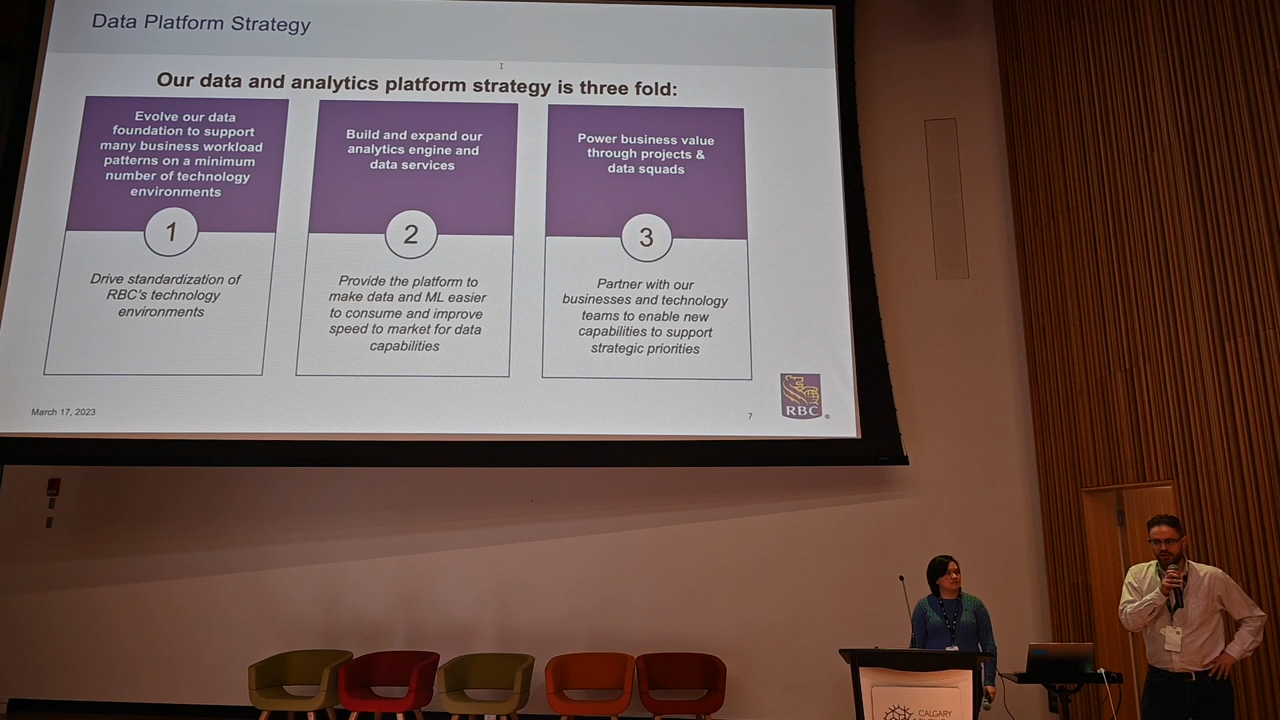 Data Platform Strategy
Our data and analytics platform strategy is three fold:
Evolve our data
foundation to support
many business workload
patterns on a minimum
number of technology
environments
1
Drive standardization of
RBC's technology
environments
Build and expand our
analytics engine and
data services
2
Provide the platform to
make data and ML easier
to consume and improve
speed to market for data
capabilities
Power business value
through projects &
data squads
3
Partner with our
businesses and technology
teams to enable new
capabilities to support
strategic priorities
March 17, 2023
7
RBC
®
CALGARY